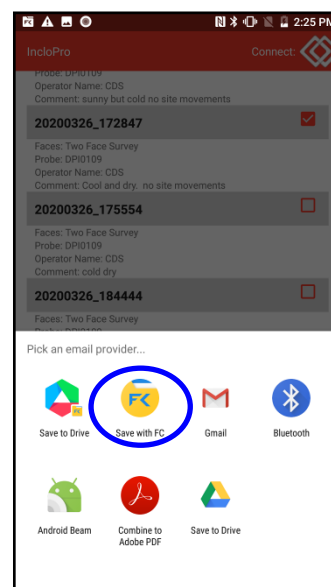 2:25 PM
IncloPro Connect:
Probe: DPI0109
Operator Name: CDS
Comment: sunny but cold no site movements
20200326_172847
Faces: Two Face Survey
Probe: DPI0109
Operator Name: CDS
Comment: Cool and dry. no site movements
20200326_175554
Faces: Two Face Survey
Probe: DPI0109
Operator Name: CDS
Comment: cold dry
20200326_184444
Faces: Two Face Survey
Probe: DPI0109
Pick an email provider...
FC
Save to Drive Save with FC Gmail Bluetooth
Android Beam Combine to Adobe PDF Save to Drive